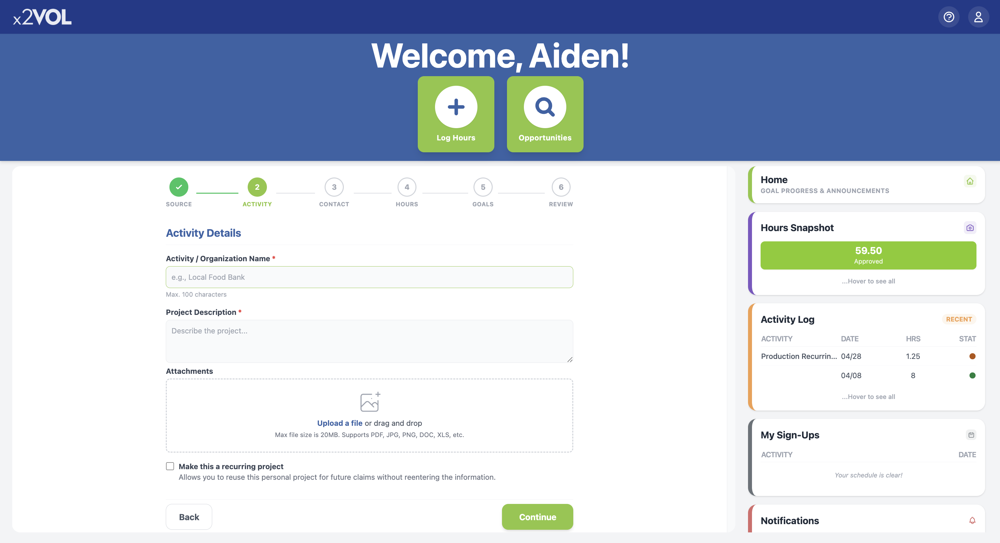 x2VOL
Welcome, Aiden!
Log Hours
Opportunities
2
3
4
5
6
SOURCE
ACTIVITY
CONTACT
HOURS
GOALS
REVIEW
Activity Details
Activity / Organization Name *
e.g., Local Food Bank
Max. 100 characters
Project Description *
Describe the project...
Attachments
Upload a file or drag and drop
Max file size is 20MB. Supports PDF, JPG, PNG, DOC, XLS, etc.
Make this a recurring project
Allows you to reuse this personal project for future claims without reentering the information.
Back
Continue
Home
GOAL PROGRESS & ANNOUNCEMENTS
Hours Snapshot
59.50
Approved
...Hover to see all
Activity Log
RECENT
ACTIVITY DATE HRS STAT
Production Recurrin... 04/28 1.25
04/08 8
...Hover to see all
My Sign-Ups
ACTIVITY DATE
Your schedule is clear!
Notifications